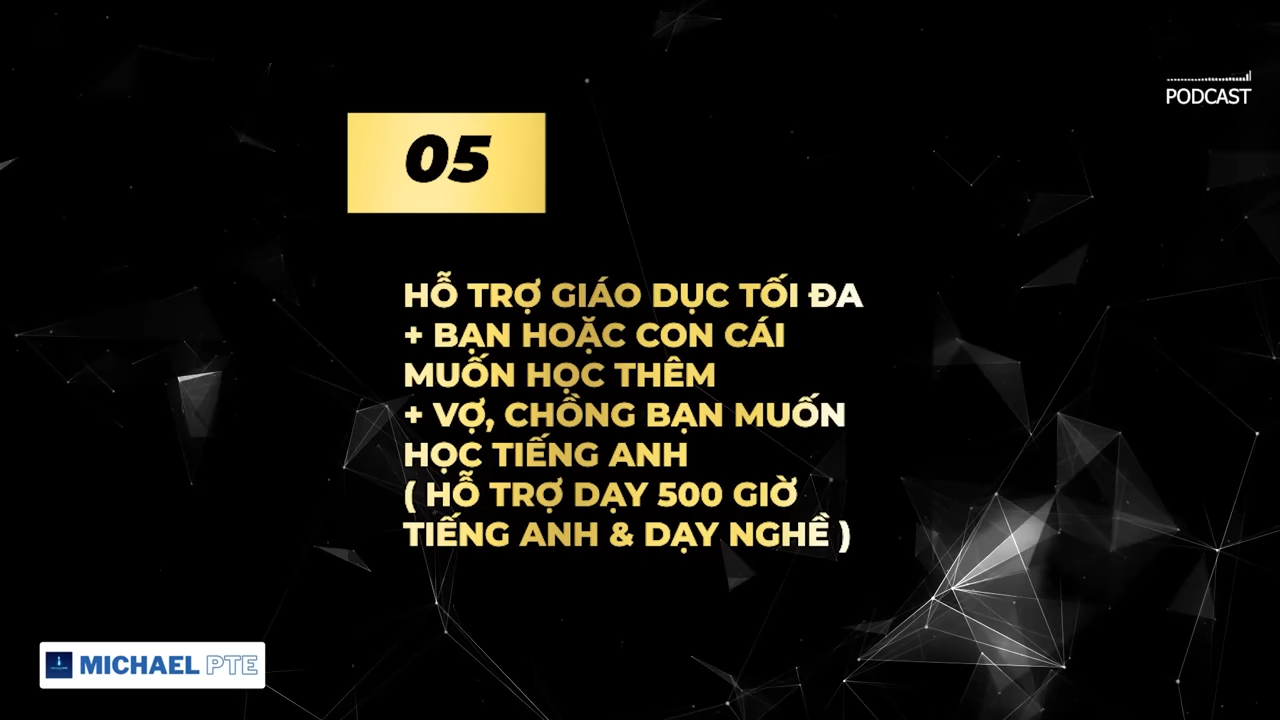 PODCAST
05
HỖ TRỢ GIÁO DỤC TỐI ĐA
+ BẠN HOẶC CON CÁI
MUỐN HỌC THÊM
+ VỢ, CHỒNG BẠN MUỐN
HỌC TIẾNG ANH
( HỖ TRỢ DẠY 500 GIỜ
TIẾNG ANH & DẠY NGHỀ )
MICHAEL PTE